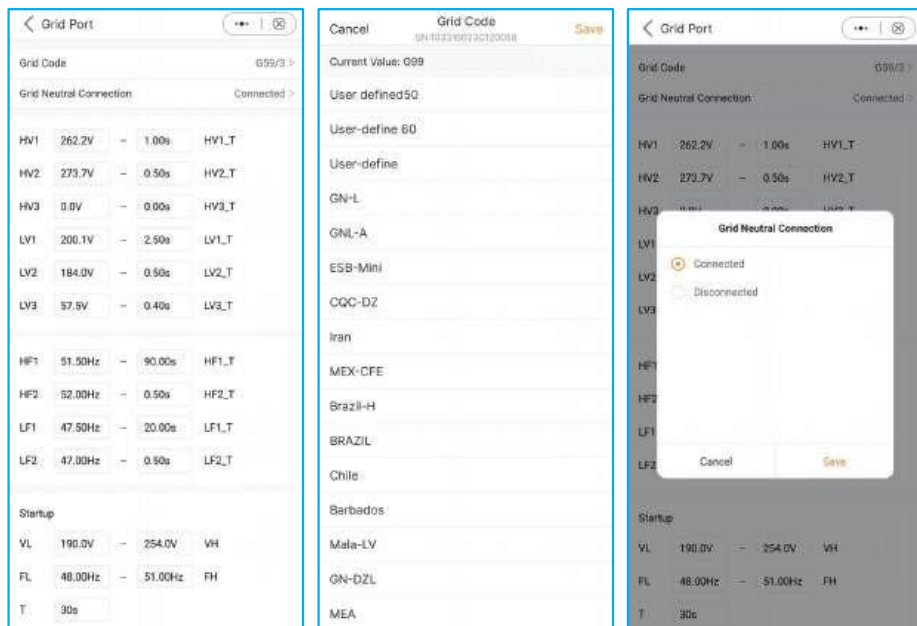 Grid Port
Grid Code G59/3 >
Grid Neutral Connection Connected >
HV1 262.2V – 1.00s HV1_T
HV2 273.7V – 0.50s HV2_T
HV3 0.0V – 0.00s HV3_T
LV1 200.1V – 2.50s LV1_T
LV2 184.0V – 0.50s LV2_T
LV3 57.5V – 0.40s LV3_T
HF1 51.50Hz – 90.00s HF1_T
HF2 52.00Hz – 0.50s HF2_T
LF1 47.50Hz – 20.00s LF1_T
LF2 47.00Hz – 0.50s LF2_T
Startup
VL 190.0V – 254.0V VH
FL 48.00Hz – 51.00Hz FH
T 30s
Cancel Grid Code Save
Current Value: G99
User defined50
User-define 60
User-define
GN-L
GNL-A
ESB-Mini
CQC-DZ
Iran
MEX-CFE
Brazil-H
BRAZIL
Chile
Barbados
Mala-LV
GN-DZL
MEA
Grid Port
Grid Code G59/3 >
Grid Neutral Connection Connected >
HV1 262.2V – 1.00s HV1_T
HV2 273.7V – 0.50s HV2_T
HV3
Grid Neutral Connection
LV1
Connected
LV2
Disconnected
LV3
HF1
HF2
LF1
LF2
Cancel Save
Startup
VL 190.0V – 254.0V VH
FL 48.00Hz – 51.00Hz FH
T 30s